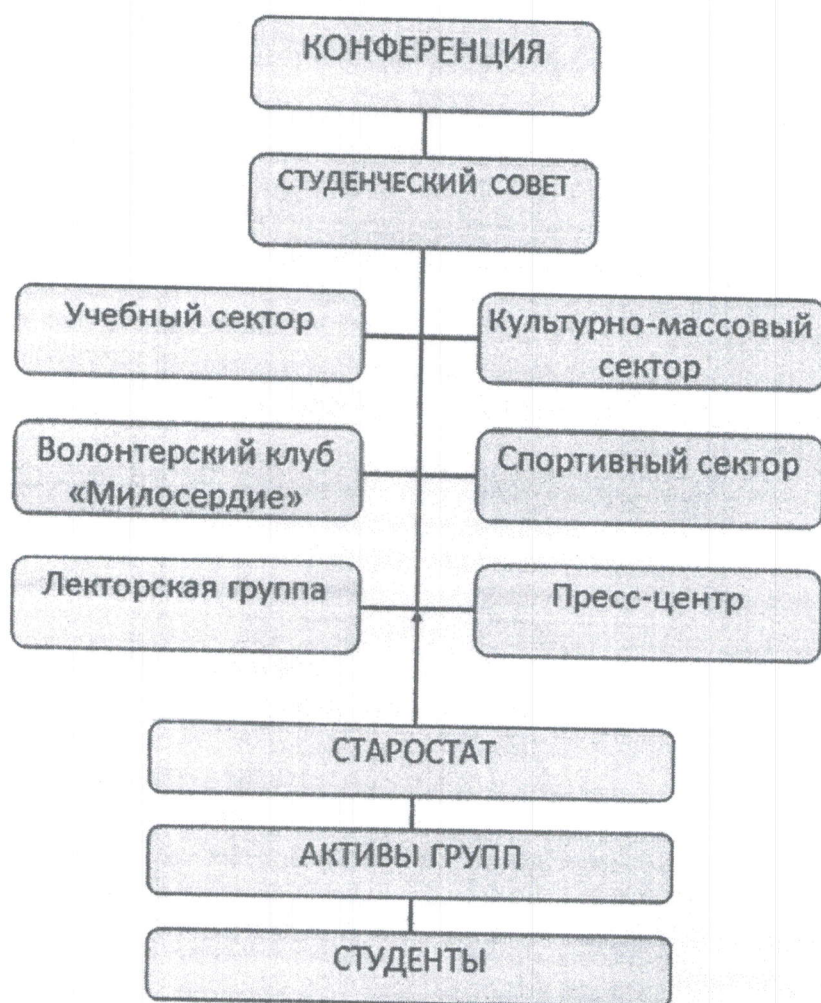 КОНФЕРЕНЦИЯ
СТУДЕНЧЕСКИЙ СОВЕТ
Учебный сектор
Культурно-массовый
сектор
Волонтерский клуб
«Милосердие»
Спортивный сектор
Лекторская группа
Пресс-центр
СТАРОСТАТ
АКТИВЫ ГРУПП
СТУДЕНТЫ